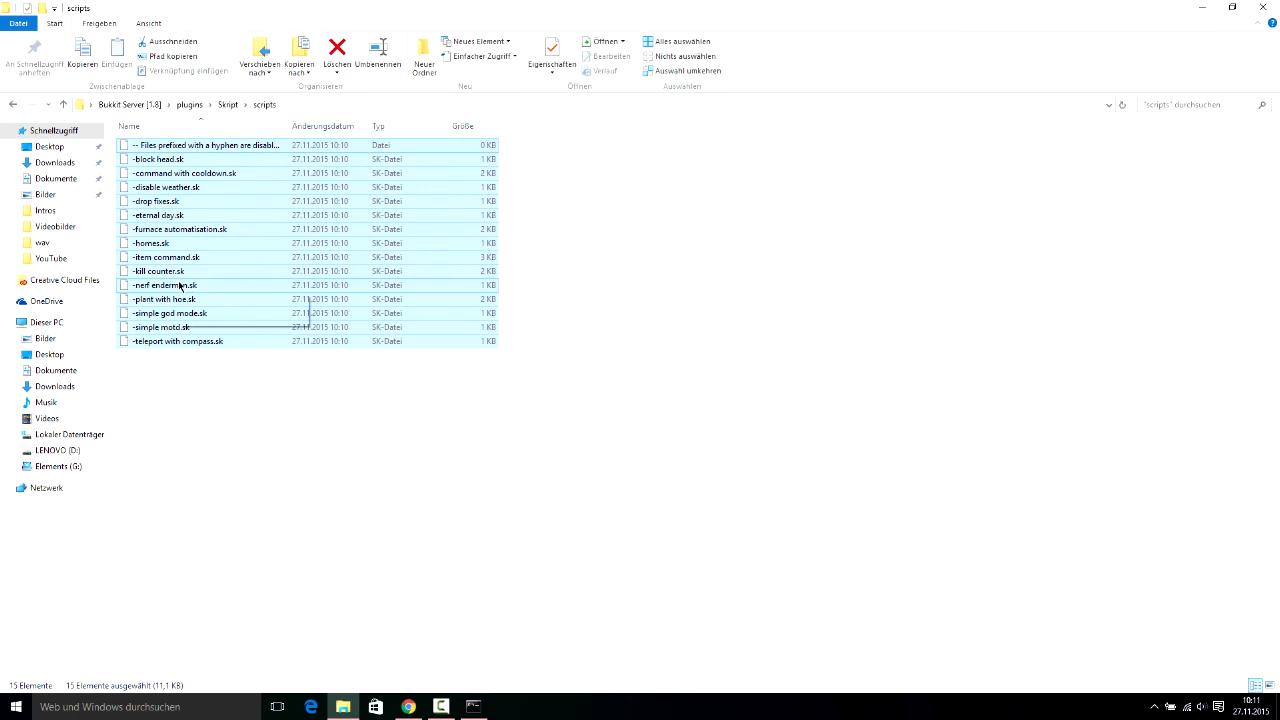 scripts
Datei Start Freigeben Ansicht
An Schnellzugriff anheften
Kopieren
Einfügen
Ausschneiden
Pfad kopieren
Verknüpfung einfügen
Zwischenablage
Verschieben nach
Kopieren nach
Löschen
Umbenennen
Organisieren
Neuer Ordner
Neues Element
Einfacher Zugriff
Neu
Eigenschaften
Öffnen
Bearbeiten
Verlauf
Öffnen
Alles auswählen
Nichts auswählen
Auswahl umkehren
Auswählen
Bukkit Server [1.8] plugins Skript scripts
"scripts" durchsuchen
Name Änderungsdatum Typ Größe
-- Files prefixed with a hyphen are disabl... 27.11.2015 10:10 Datei 0 KB
-block head.sk 27.11.2015 10:10 SK-Datei 1 KB
-command with cooldown.sk 27.11.2015 10:10 SK-Datei 2 KB
-disable weather.sk 27.11.2015 10:10 SK-Datei 1 KB
-drop fixes.sk 27.11.2015 10:10 SK-Datei 1 KB
-eternal day.sk 27.11.2015 10:10 SK-Datei 1 KB
-furnace automatisation.sk 27.11.2015 10:10 SK-Datei 2 KB
-homes.sk 27.11.2015 10:10 SK-Datei 1 KB
-item command.sk 27.11.2015 10:10 SK-Datei 3 KB
-kill counter.sk 27.11.2015 10:10 SK-Datei 2 KB
-nerf enderman.sk 27.11.2015 10:10 SK-Datei 1 KB
-plant with hoe.sk 27.11.2015 10:10 SK-Datei 2 KB
-simple god mode.sk 27.11.2015 10:10 SK-Datei 1 KB
-simple motd.sk 27.11.2015 10:10 SK-Datei 1 KB
-teleport with compass.sk 27.11.2015 10:10 SK-Datei 1 KB
Schnellzugriff
Desktop
Downloads
Dokumente
Bilder
Intros
Videobilder
wav
YouTube
Creative Cloud Files
OneDrive
Dieser PC
Bilder
Desktop
Dokumente
Downloads
Musik
Videos
Lokaler Datenträger
LENOVO (D:)
Elements (G:)
Netzwerk
15 Elemente 15 Elemente ausgewählt (11,1 KB)
Web und Windows durchsuchen
10:11
27.11.2015